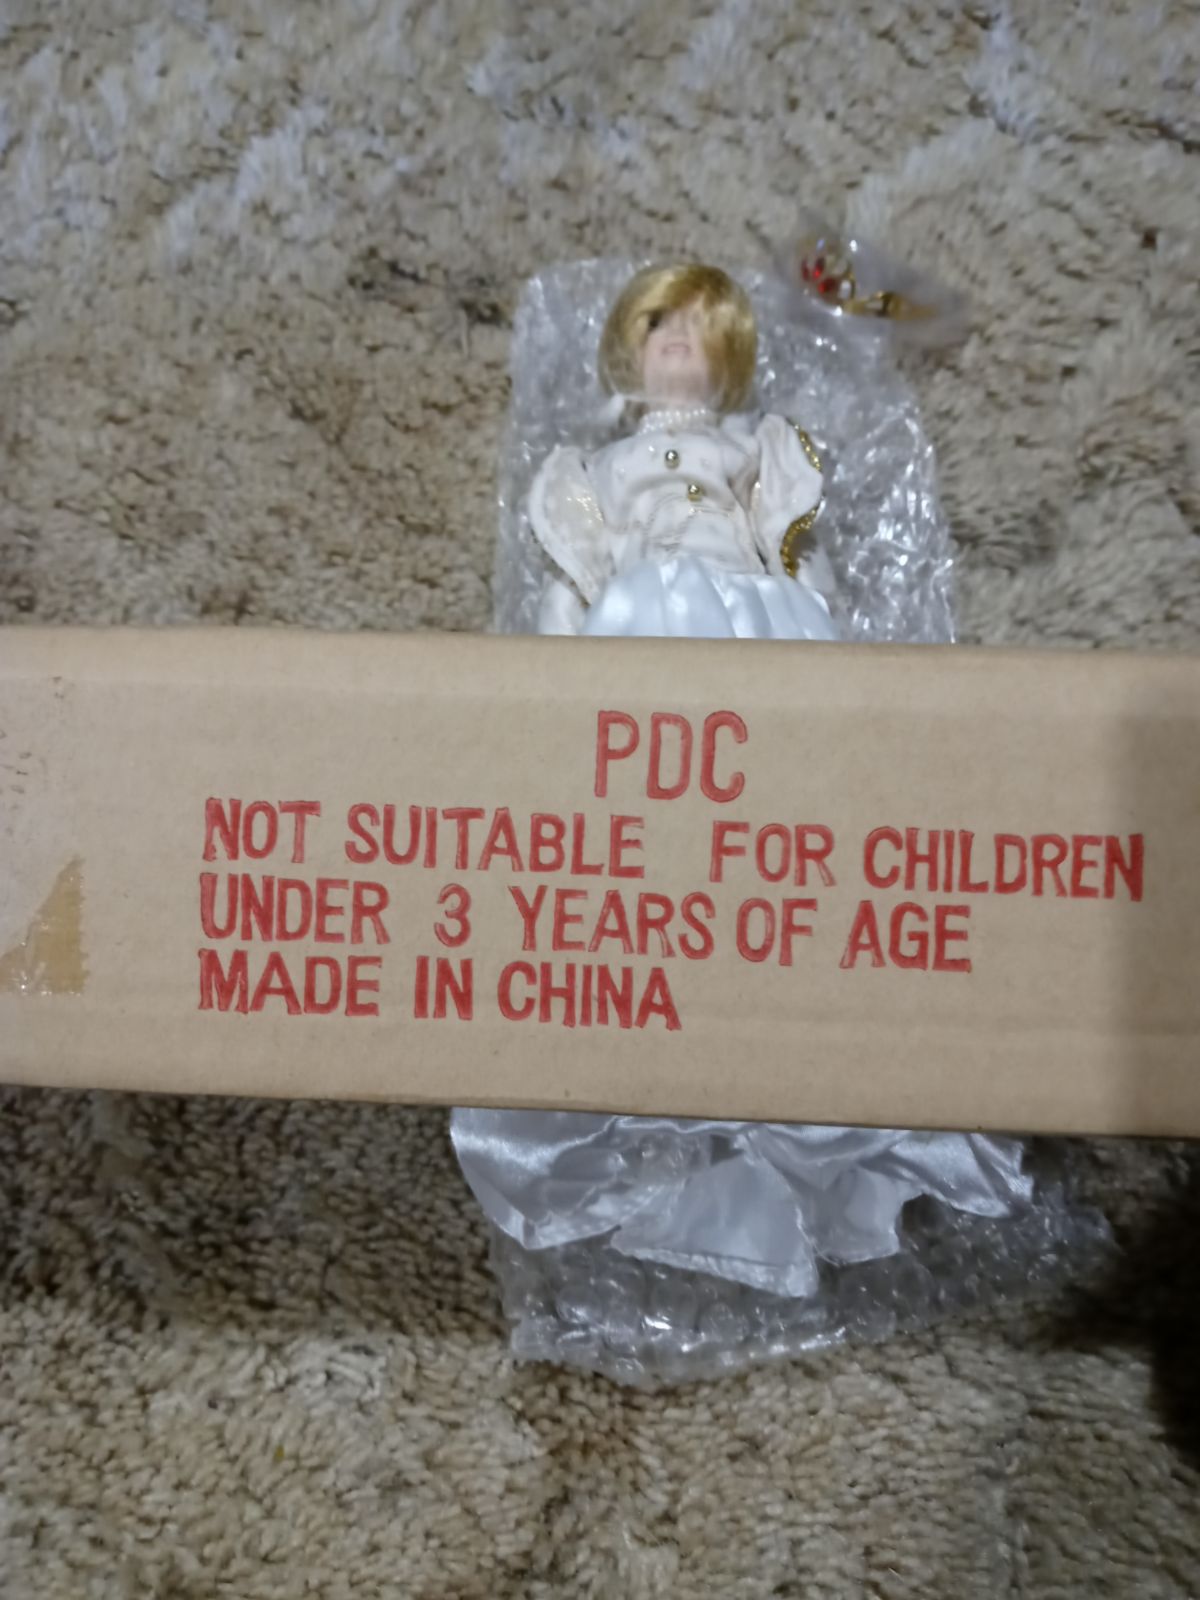 PDC
NOT SUITABLE FOR CHILDREN
UNDER 3 YEARS OF AGE
MADE IN CHINA